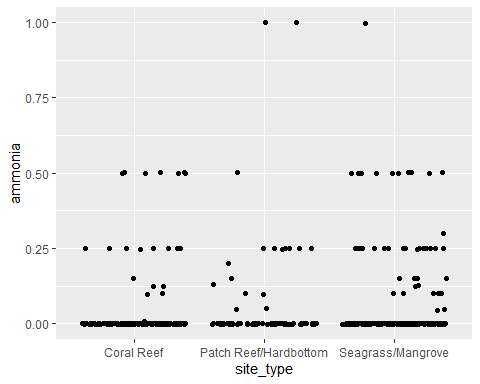 1.00
0.75
0.50
0.25
0.00
ammonia
Coral Reef
Patch Reef/Hardbottom
Seagrass/Mangrove
site_type